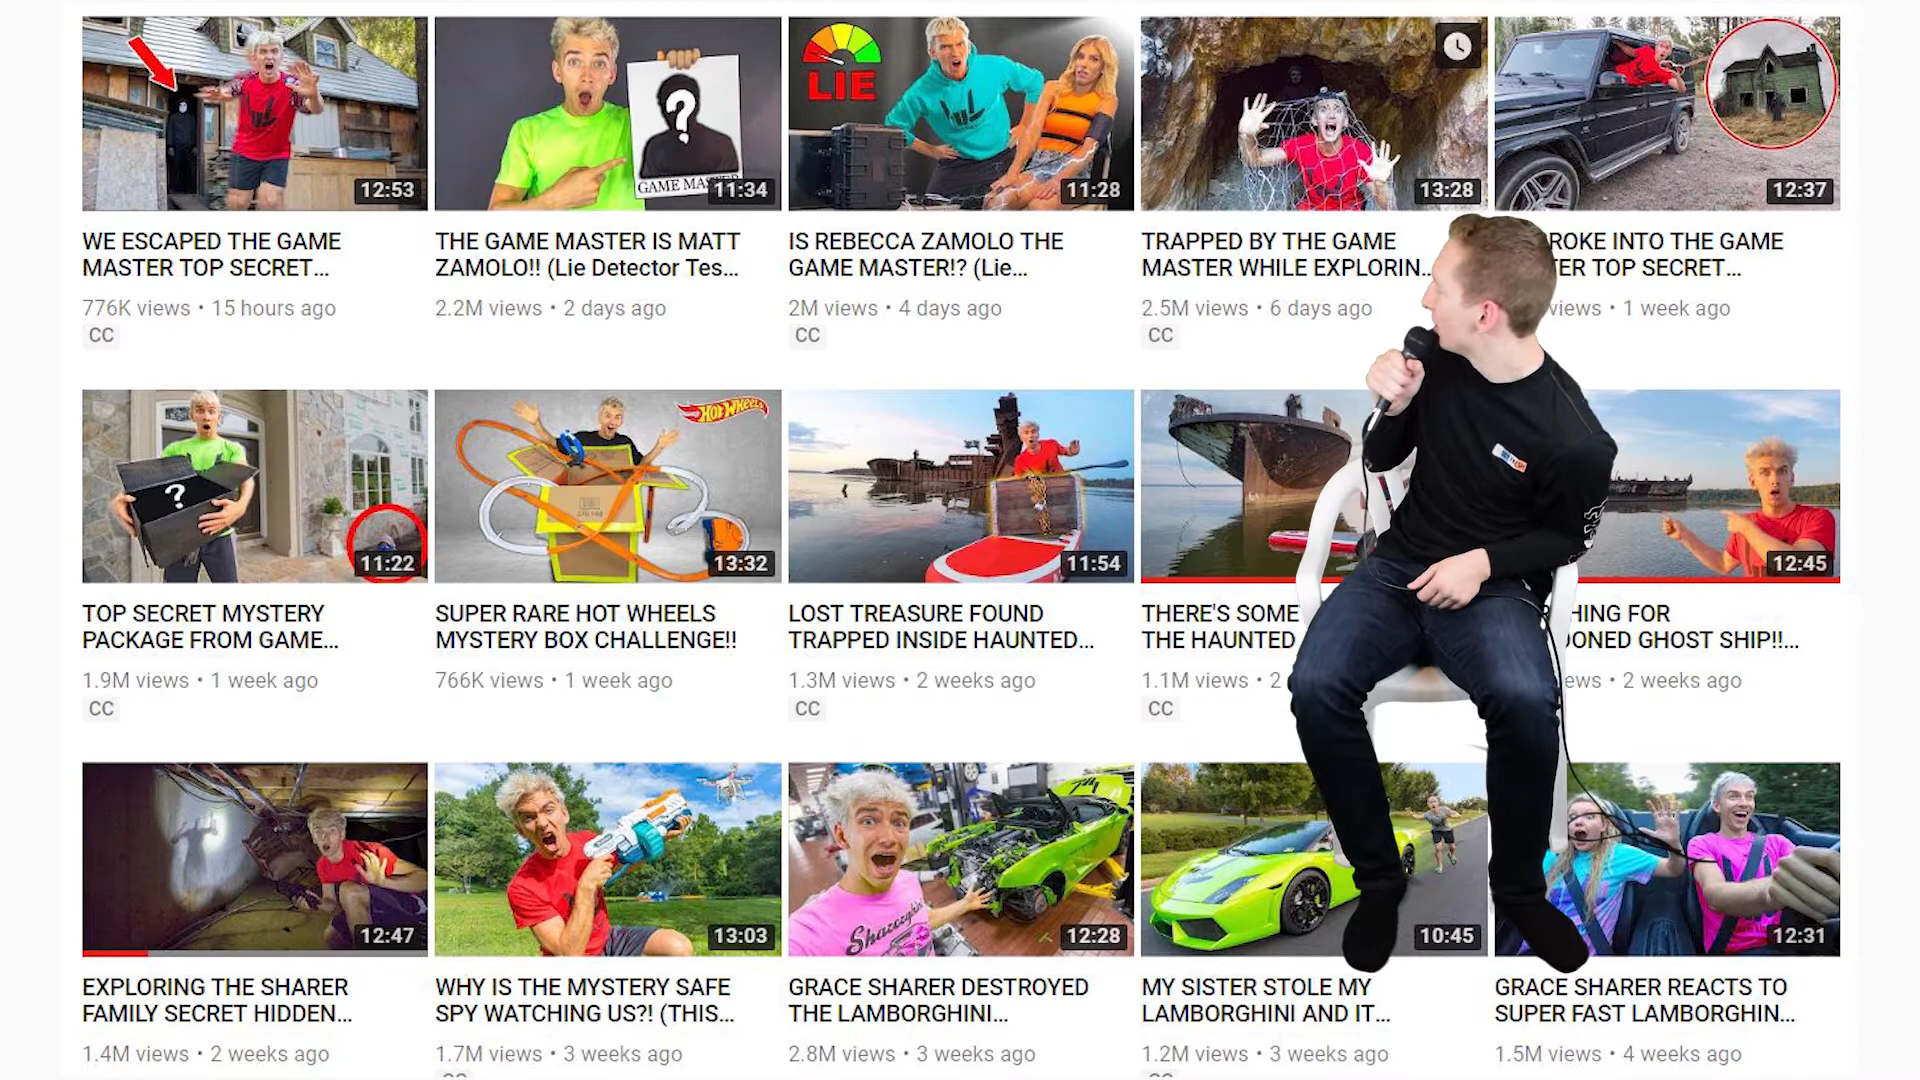 12:53
LIE
GAME MAS
11:34
11:28
13:28
12:37
WE ESCAPED THE GAME
MASTER TOP SECRET...
776K views • 15 hours ago
CC
THE GAME MASTER IS MATT
ZAMOLO!! (Lie Detector Tes...
2.2M views • 2 days ago
IS REBECCA ZAMOLO THE
GAME MASTER!? (Lie...
2M views • 4 days ago
CC
TRAPPED BY THE GAME
MASTER WHILE EXPLORIN...
2.5M views • 6 days ago
CC
ROKE INTO THE GAME
ER TOP SECRET...
views • 1 week ago
?
11:22
HOT WHEELS
13:32
11:54
12:45
TOP SECRET MYSTERY
PACKAGE FROM GAME...
1.9M views • 1 week ago
CC
SUPER RARE HOT WHEELS
MYSTERY BOX CHALLENGE!!
766K views • 1 week ago
LOST TREASURE FOUND
TRAPPED INSIDE HAUNTED...
1.3M views • 2 weeks ago
CC
THERE'S SOME
THE HAUNTED
1.1M views • 2
CC
HING FOR
DONED GHOST SHIP!!...
ews • 2 weeks ago
12:47
13:03
Sharerghini
12:28
10:45
12:31
EXPLORING THE SHARER
FAMILY SECRET HIDDEN...
1.4M views • 2 weeks ago
WHY IS THE MYSTERY SAFE
SPY WATCHING US?! (THIS...
1.7M views • 3 weeks ago
GRACE SHARER DESTROYED
THE LAMBORGHINI...
2.8M views • 3 weeks ago
MY SISTER STOLE MY
LAMBORGHINI AND IT...
1.2M views • 3 weeks ago
GRACE SHARER REACTS TO
SUPER FAST LAMBORGHIN...
1.5M views • 4 weeks ago